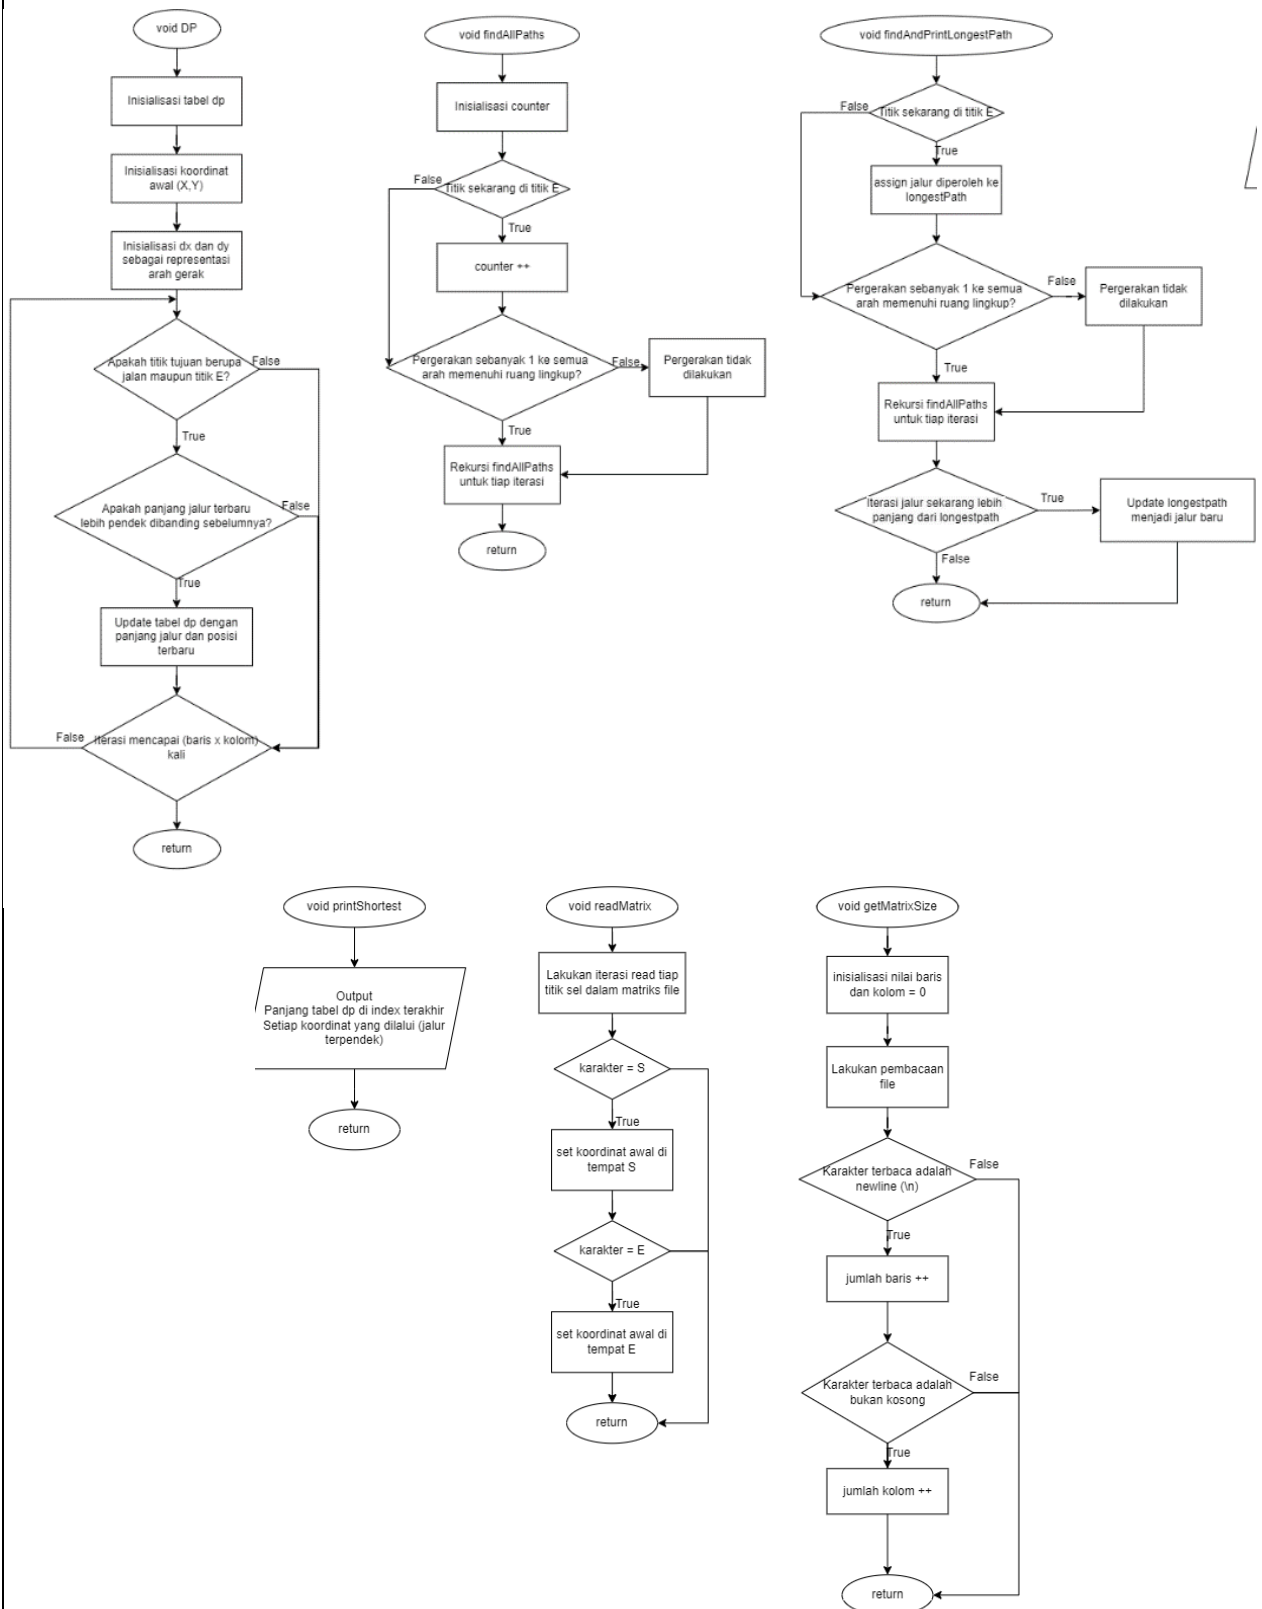 void DP
Inisialisasi tabel dp
Inisialisasi koordinat
awal (X,Y)
Inisialisasi dx dan dy
sebagai representasi
arah gerak
Apakah titik tujuan berupa
jalan maupun titik E?
False
True
Apakah panjang jalur terbaru
lebih pendek dibanding sebelumnya?
False
True
Update tabel dp dengan
panjang jalur dan posisi
terbaru
Iterasi mencapai (baris x kolom)
kali
False
return
void findAllPaths
Inisialisasi counter
Titik sekarang di titik E
False
True
counter ++
Pergerakan sebanyak 1 ke semua
arah memenuhi ruang lingkup?
False
Pergerakan tidak
dilakukan
True
Rekursi findAllPaths
untuk tiap iterasi
return
void findAndPrintLongestPath
Titik sekarang di titik E
False
True
assign jalur diperoleh ke
longestPath
Pergerakan sebanyak 1 ke semua
arah memenuhi ruang lingkup?
False
Pergerakan tidak
dilakukan
True
Rekursi findAllPaths
untuk tiap iterasi
Iterasi jalur sekarang lebih
panjang dari longestpath
True
Update longestpath
menjadi jalur baru
False
return
void printShortest
Output
Panjang tabel dp di index terakhir
Setiap koordinat yang dilalui (jalur
terpendek)
return
void readMatrix
Lakukan iterasi read tiap
titik sel dalam matriks file
karakter = S
True
set koordinat awal di
tempat S
karakter = E
True
set koordinat awal di
tempat E
return
void getMatrixSize
inisialisasi nilai baris
dan kolom = 0
Lakukan pembacaan
file
Karakter terbaca adalah
newline (\n)
False
True
jumlah baris ++
Karakter terbaca adalah
bukan kosong
False
True
jumlah kolom ++
return